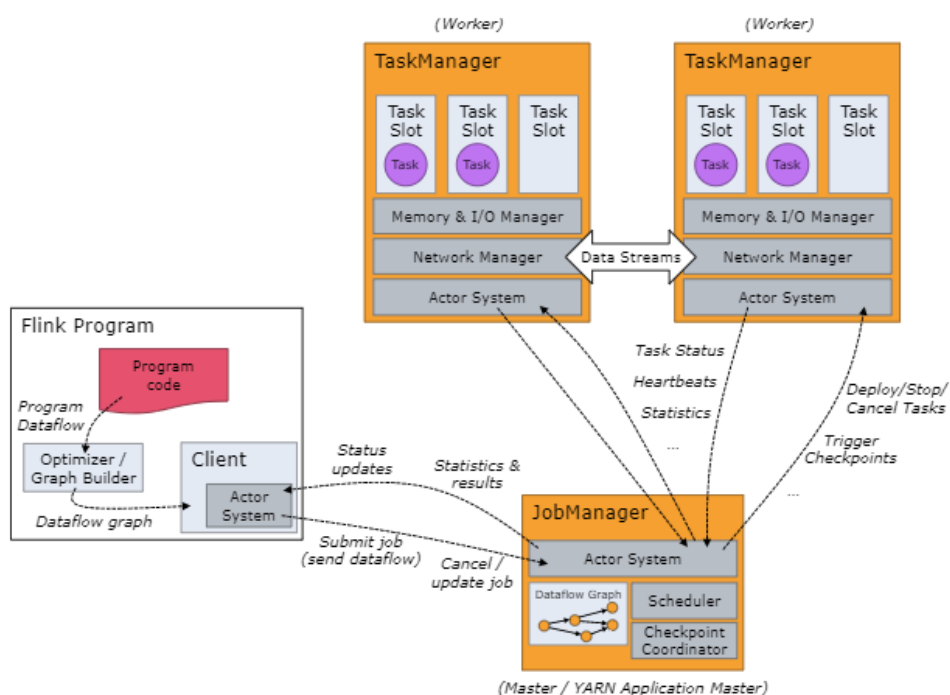 (Worker)
(Worker)
TaskManager
Task
Slot
Task
Task
Slot
Task
Task
Slot
Memory & I/O Manager
Network Manager
Actor System
TaskManager
Task
Slot
Task
Task
Slot
Task
Task
Slot
Memory & I/O Manager
Network Manager
Actor System
Data Streams
Flink Program
Program
code
Program
Dataflow
Optimizer /
Graph Builder
Dataflow graph
Client
Actor
System
Status
updates
Statistics &
results
Submit job
(send dataflow)
Cancel /
update job
Task Status
Heartbeats
Statistics
...
Deploy/Stop/
Cancel Tasks
Trigger
Checkpoints
...
JobManager
Actor System
Dataflow Graph
Scheduler
Checkpoint
Coordinator
(Master / YARN Application Master)